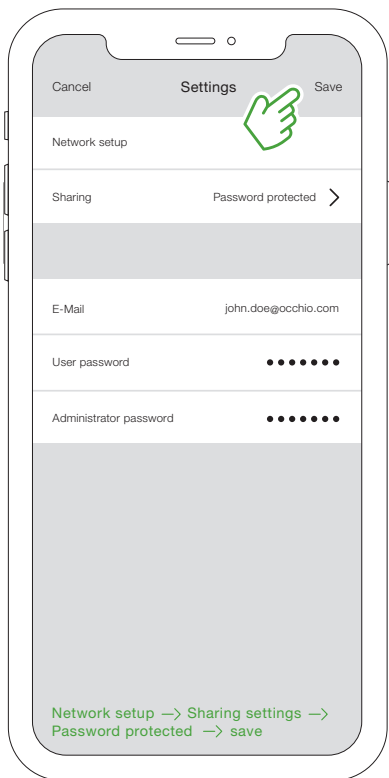 Cancel Settings Save
Network setup
Sharing Password protected
E-Mail john.doe@occhio.com
User password •••••••
Administrator password •••••••
Network setup —> Sharing settings —>
Password protected —> save